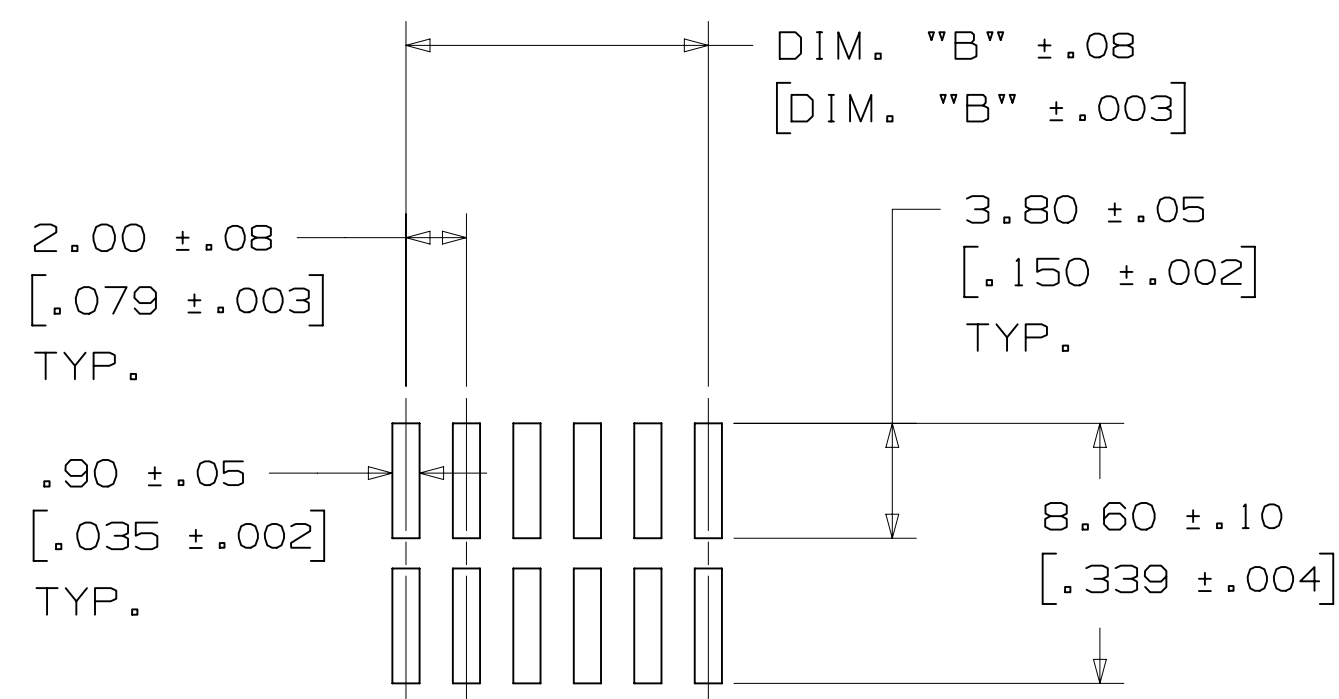 DIM. "B" ±.08
[DIM. "B" ±.003]
2.00 ±.08
[.079 ±.003]
TYP.
3.80 ±.05
[.150 ±.002]
TYP.
.90 ±.05
[.035 ±.002]
TYP.
8.60 ±.10
[.339 ±.004]